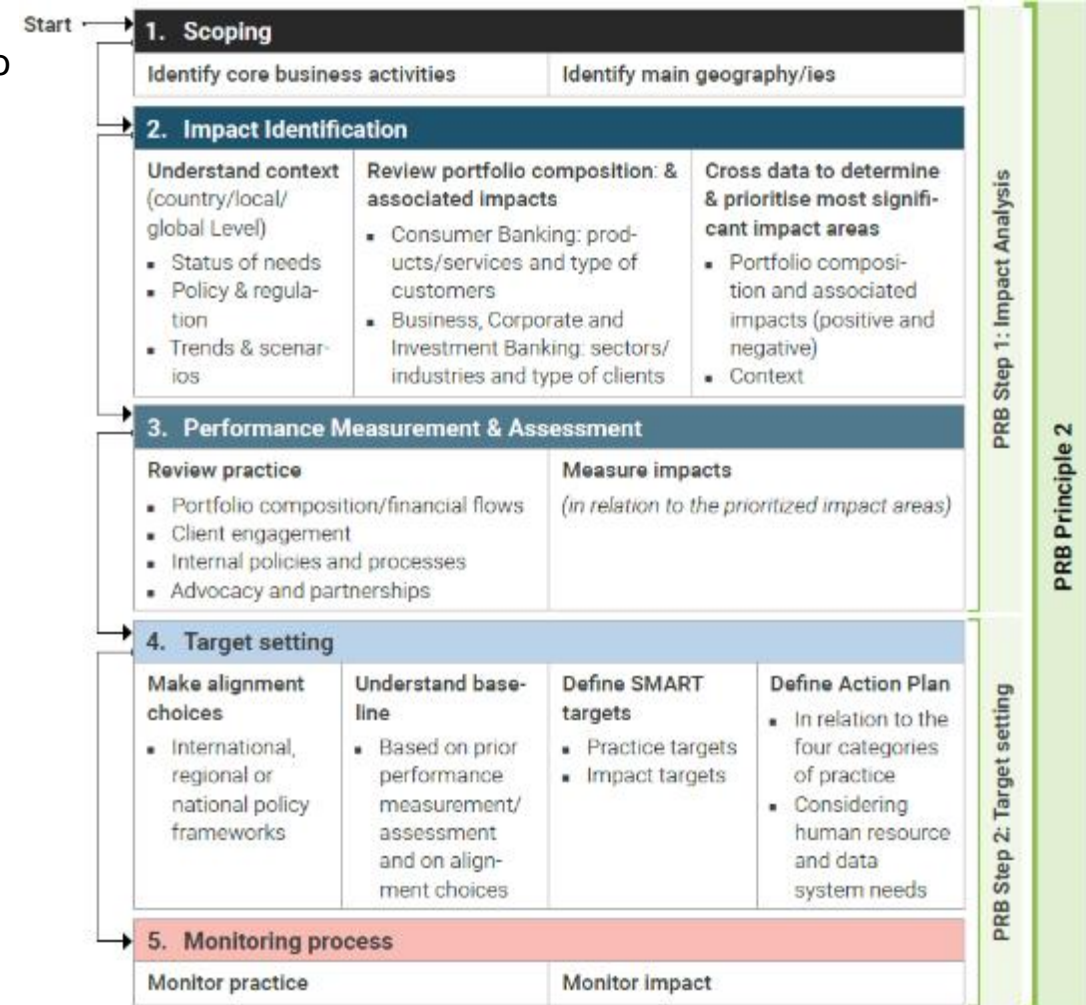 Start
o
1. Scoping
Identify core business activities
Identify main geography/ies
2. Impact Identification
Understand context
(country/local/
global Level)
▪ Status of needs
▪ Policy & regula-
tion
▪ Trends & scenar-
ios
Review portfolio composition: &
associated impacts
▪ Consumer Banking: prod-
ucts/services and type of
customers
▪ Business, Corporate and
Investment Banking: sectors/
industries and type of clients
Cross data to determine
& prioritise most signifi-
cant impact areas
▪ Portfolio composi-
tion and associated
impacts (positive and
negative)
▪ Context
3. Performance Measurement & Assessment
Review practice
▪ Portfolio composition/financial flows
▪ Client engagement
▪ Internal policies and processes
▪ Advocacy and partnerships
Measure impacts
(in relation to the prioritized impact areas)
4. Target setting
Make alignment
choices
▪ International,
regional or
national policy
frameworks
Understand base-
line
▪ Based on prior
performance
measurement/
assessment
and on align-
ment choices
Define SMART
targets
▪ Practice targets
▪ Impact targets
Define Action Plan
▪ In relation to the
four categories
of practice
▪ Considering
human resource
and data
system needs
5. Monitoring process
Monitor practice
Monitor impact
PRB Step 1: Impact Analysis
PRB Step 2: Target setting
PRB Principle 2